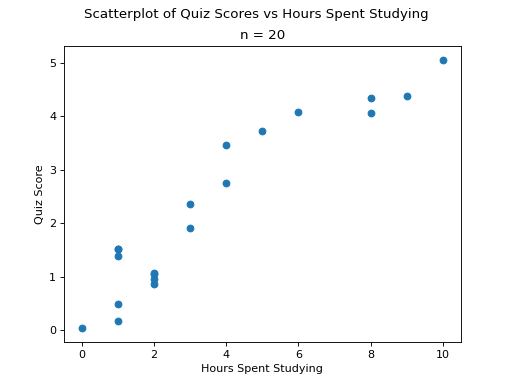 Scatterplot of Quiz Scores vs Hours Spent Studying
n = 20
5
4
3
2
1
0
Quiz Score
0 2 4 6 8 10
Hours Spent Studying